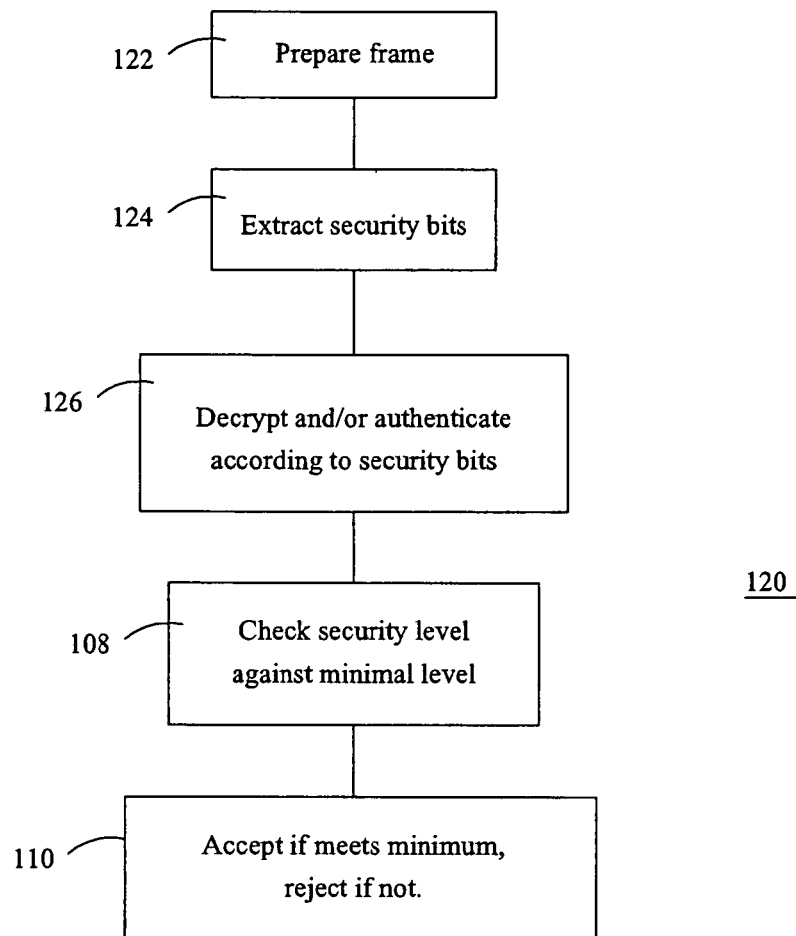 122
Prepare frame
124
Extract security bits
126
Decrypt and/or authenticate
according to security bits
120
108
Check security level
against minimal level
110
Accept if meets minimum,
reject if not.